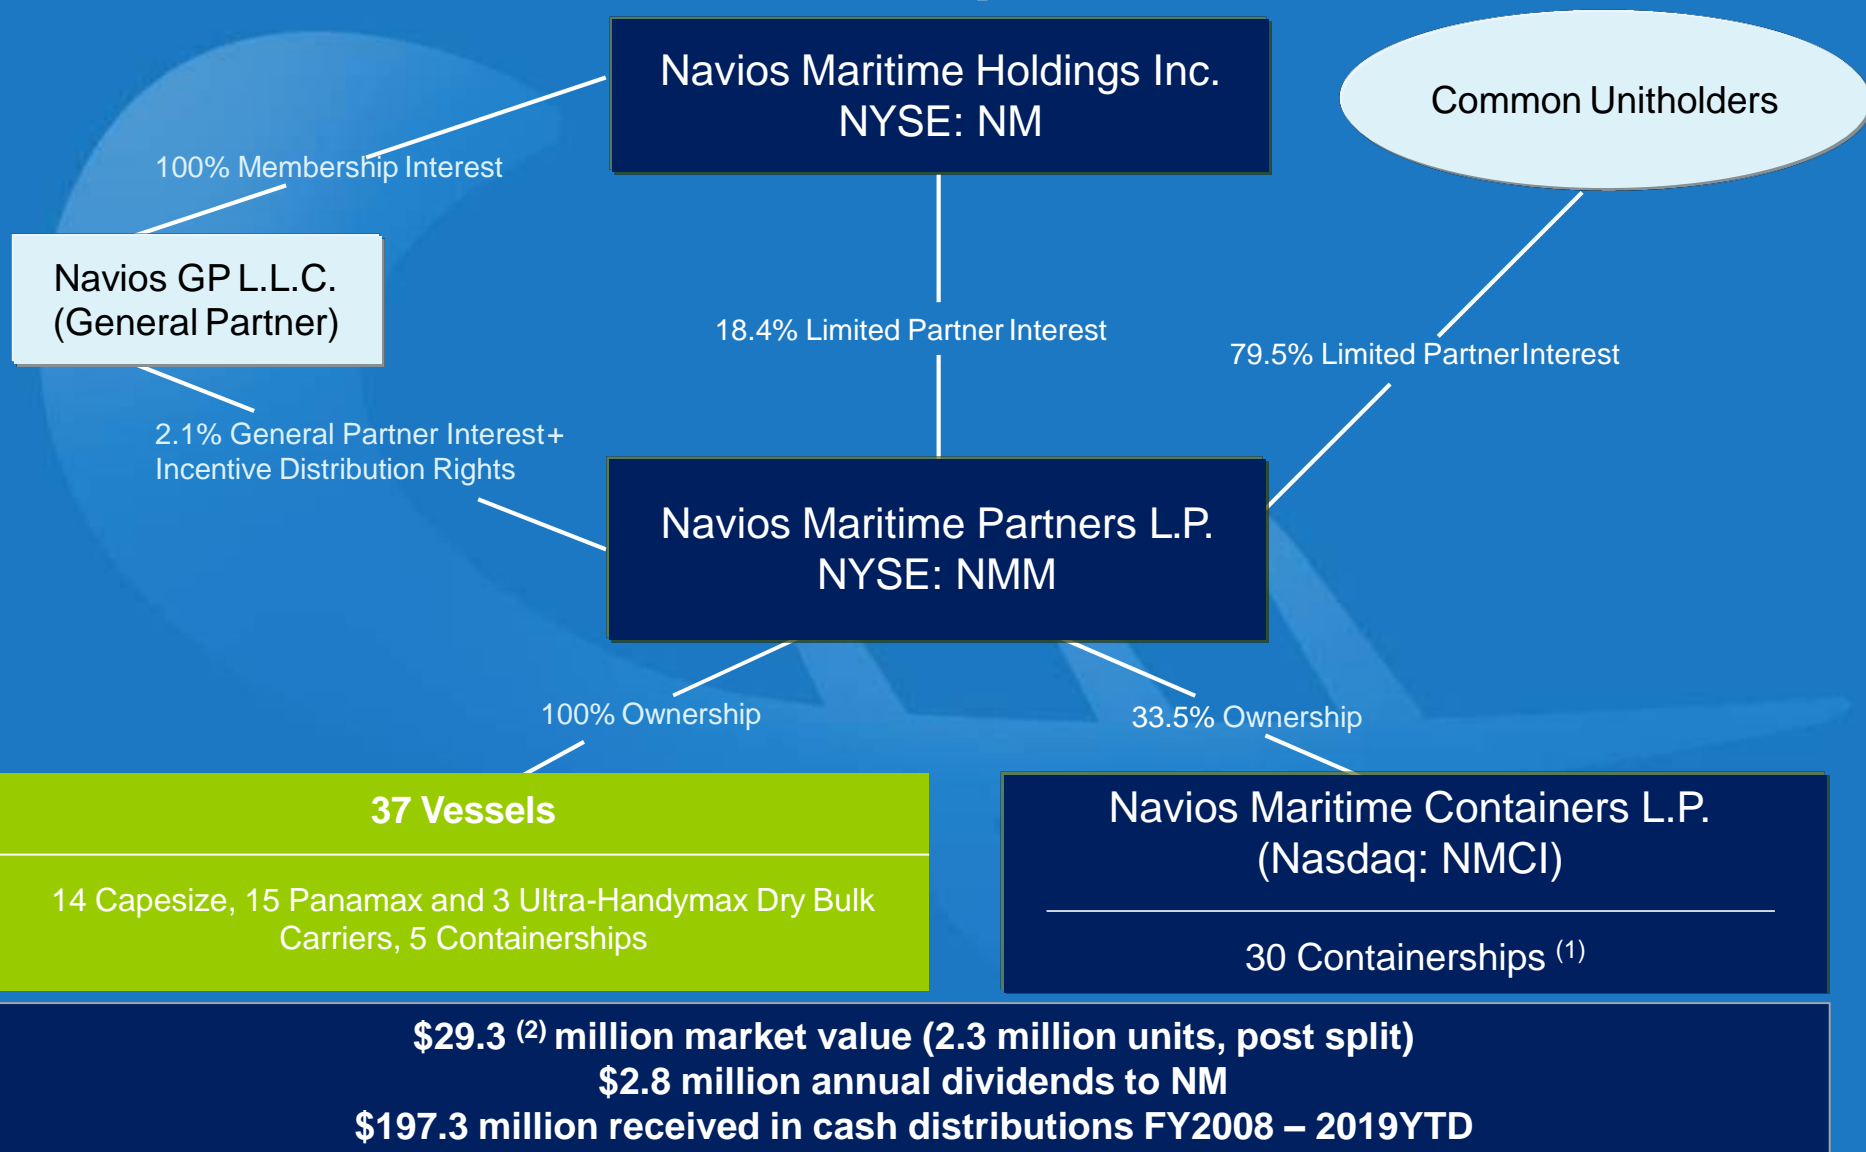 Navios Maritime Holdings Inc.
NYSE: NM
Common Unitholders
100% Membership Interest
Navios GP L.L.C.
(General Partner)
18.4% Limited Partner Interest
79.5% Limited Partner Interest
2.1% General Partner Interest +
Incentive Distribution Rights
Navios Maritime Partners L.P.
NYSE: NMM
100% Ownership
33.5% Ownership
37 Vessels
14 Capesize, 15 Panamax and 3 Ultra-Handymax Dry Bulk
Carriers, 5 Containerships
Navios Maritime Containers L.P.
(Nasdaq: NMCI)
30 Containerships (1)
$29.3 (2) million market value (2.3 million units, post split)
$2.8 million annual dividends to NM
$197.3 million received in cash distributions FY2008 – 2019YTD